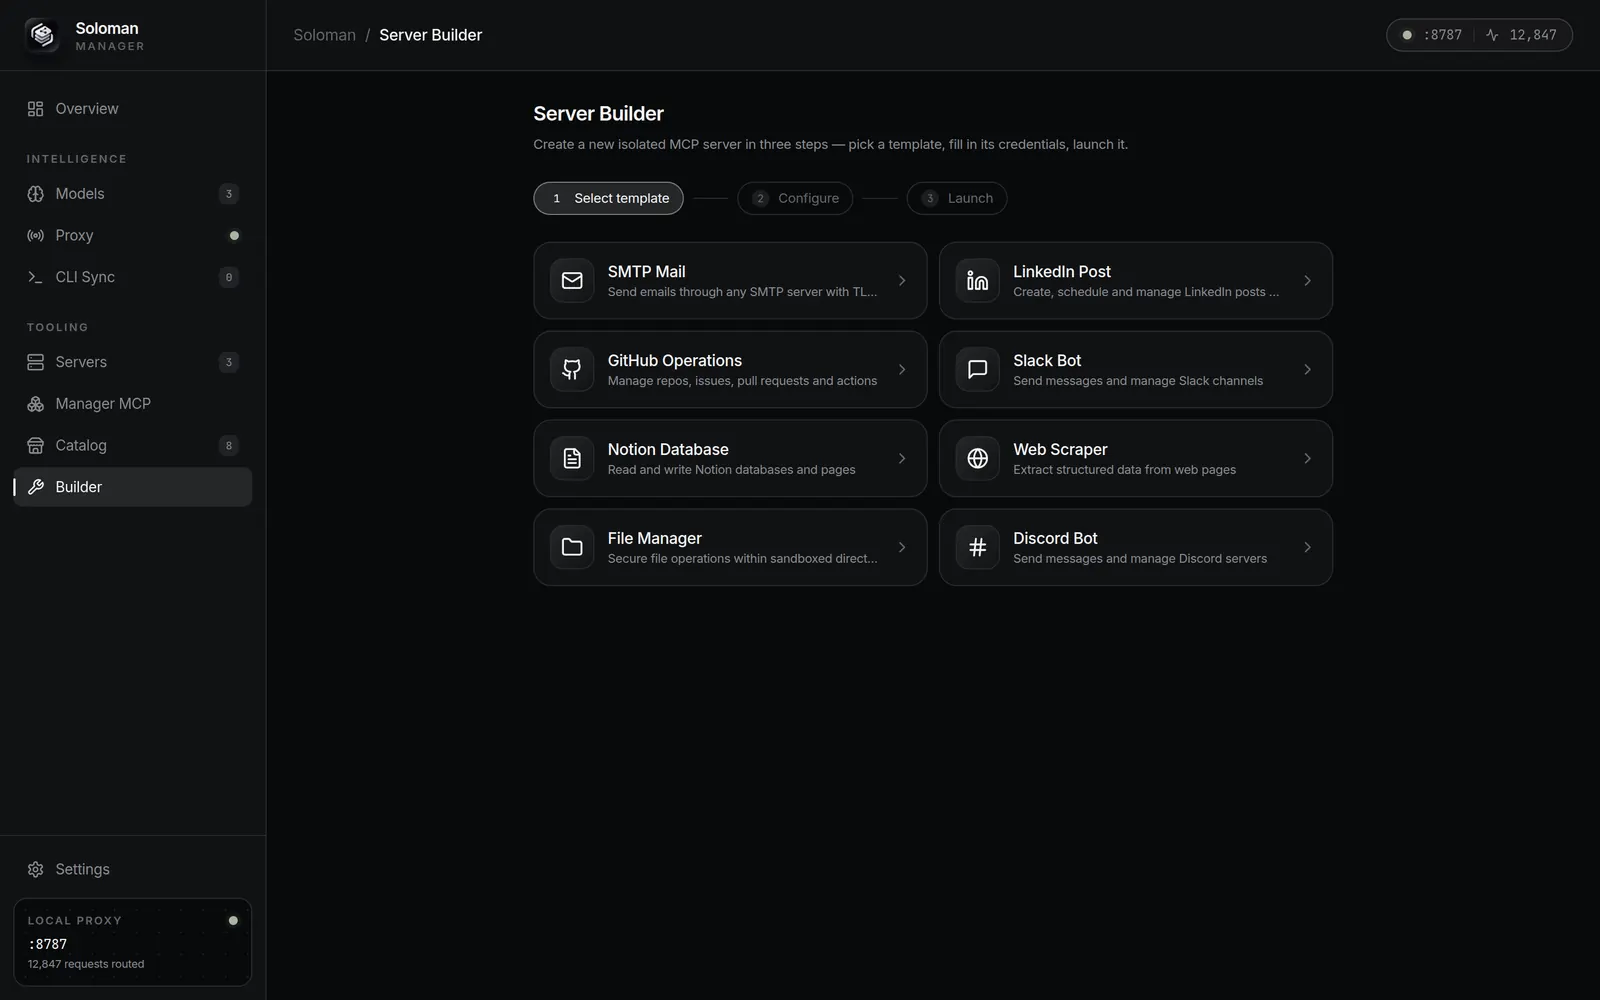 Soloman
MANAGER
Soloman / Server Builder
:8787
12,847
Overview
INTELLIGENCE
Models
3
Proxy
CLI Sync
0
TOOLING
Servers
3
Manager MCP
Catalog
8
Builder
Settings
LOCAL PROXY
:8787
12,847 requests routed
Server Builder
Create a new isolated MCP server in three steps — pick a template, fill in its credentials, launch it.
1 Select template
2 Configure
3 Launch
SMTP Mail
Send emails through any SMTP server with TL...
LinkedIn Post
Create, schedule and manage LinkedIn posts ...
GitHub Operations
Manage repos, issues, pull requests and actions
Slack Bot
Send messages and manage Slack channels
Notion Database
Read and write Notion databases and pages
Web Scraper
Extract structured data from web pages
File Manager
Secure file operations within sandboxed direct...
Discord Bot
Send messages and manage Discord servers